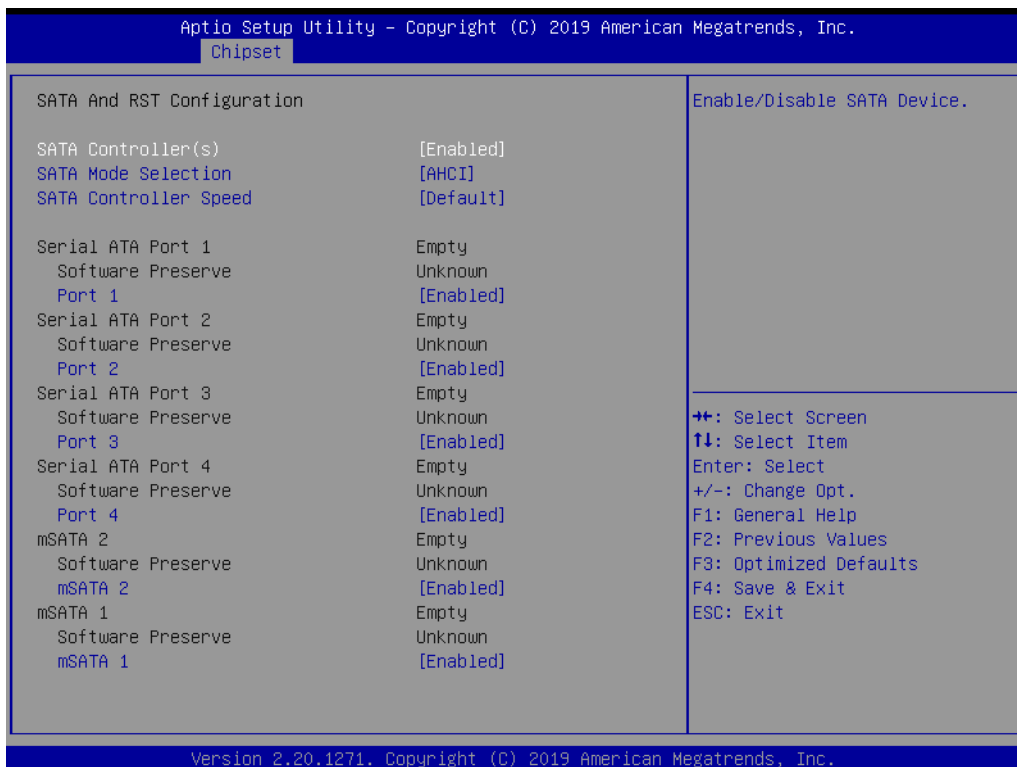 Aptio Setup Utility – Copyright (C) 2019 American Megatrends, Inc.
Chipset
SATA And RST Configuration
SATA Controller(s) [Enabled]
SATA Mode Selection [AHCI]
SATA Controller Speed [Default]
Serial ATA Port 1 Empty
Software Preserve Unknown
Port 1 [Enabled]
Serial ATA Port 2 Empty
Software Preserve Unknown
Port 2 [Enabled]
Serial ATA Port 3 Empty
Software Preserve Unknown
Port 3 [Enabled]
Serial ATA Port 4 Empty
Software Preserve Unknown
Port 4 [Enabled]
mSATA 2 Empty
Software Preserve Unknown
mSATA 2 [Enabled]
mSATA 1 Empty
Software Preserve Unknown
mSATA 1 [Enabled]
Enable/Disable SATA Device.
→←: Select Screen
↑↓: Select Item
Enter: Select
+/-: Change Opt.
F1: General Help
F2: Previous Values
F3: Optimized Defaults
F4: Save & Exit
ESC: Exit
Version 2.20.1271. Copyright (C) 2019 American Megatrends, Inc.